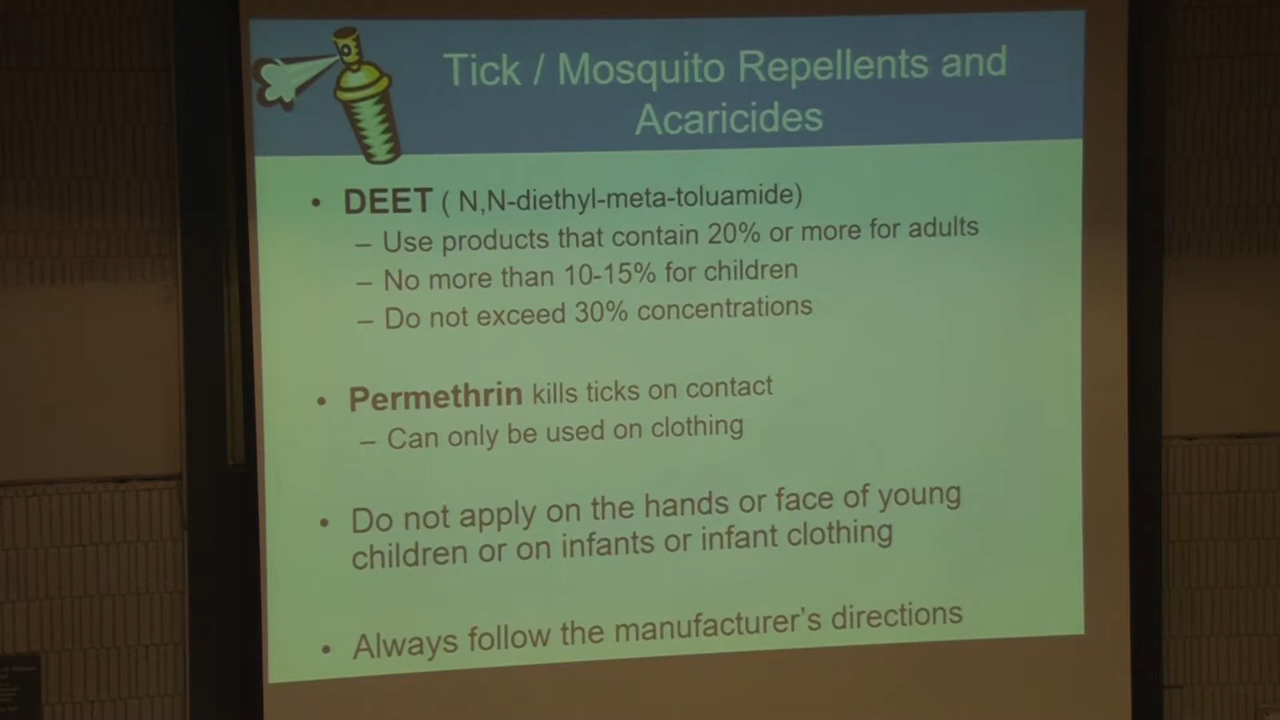 Tick / Mosquito Repellents and
Acaricides
• DEET ( N,N-diethyl-meta-toluamide)
– Use products that contain 20% or more for adults
– No more than 10-15% for children
– Do not exceed 30% concentrations
• Permethrin kills ticks on contact
– Can only be used on clothing
• Do not apply on the hands or face of young
children or on infants or infant clothing
• Always follow the manufacturer's directions